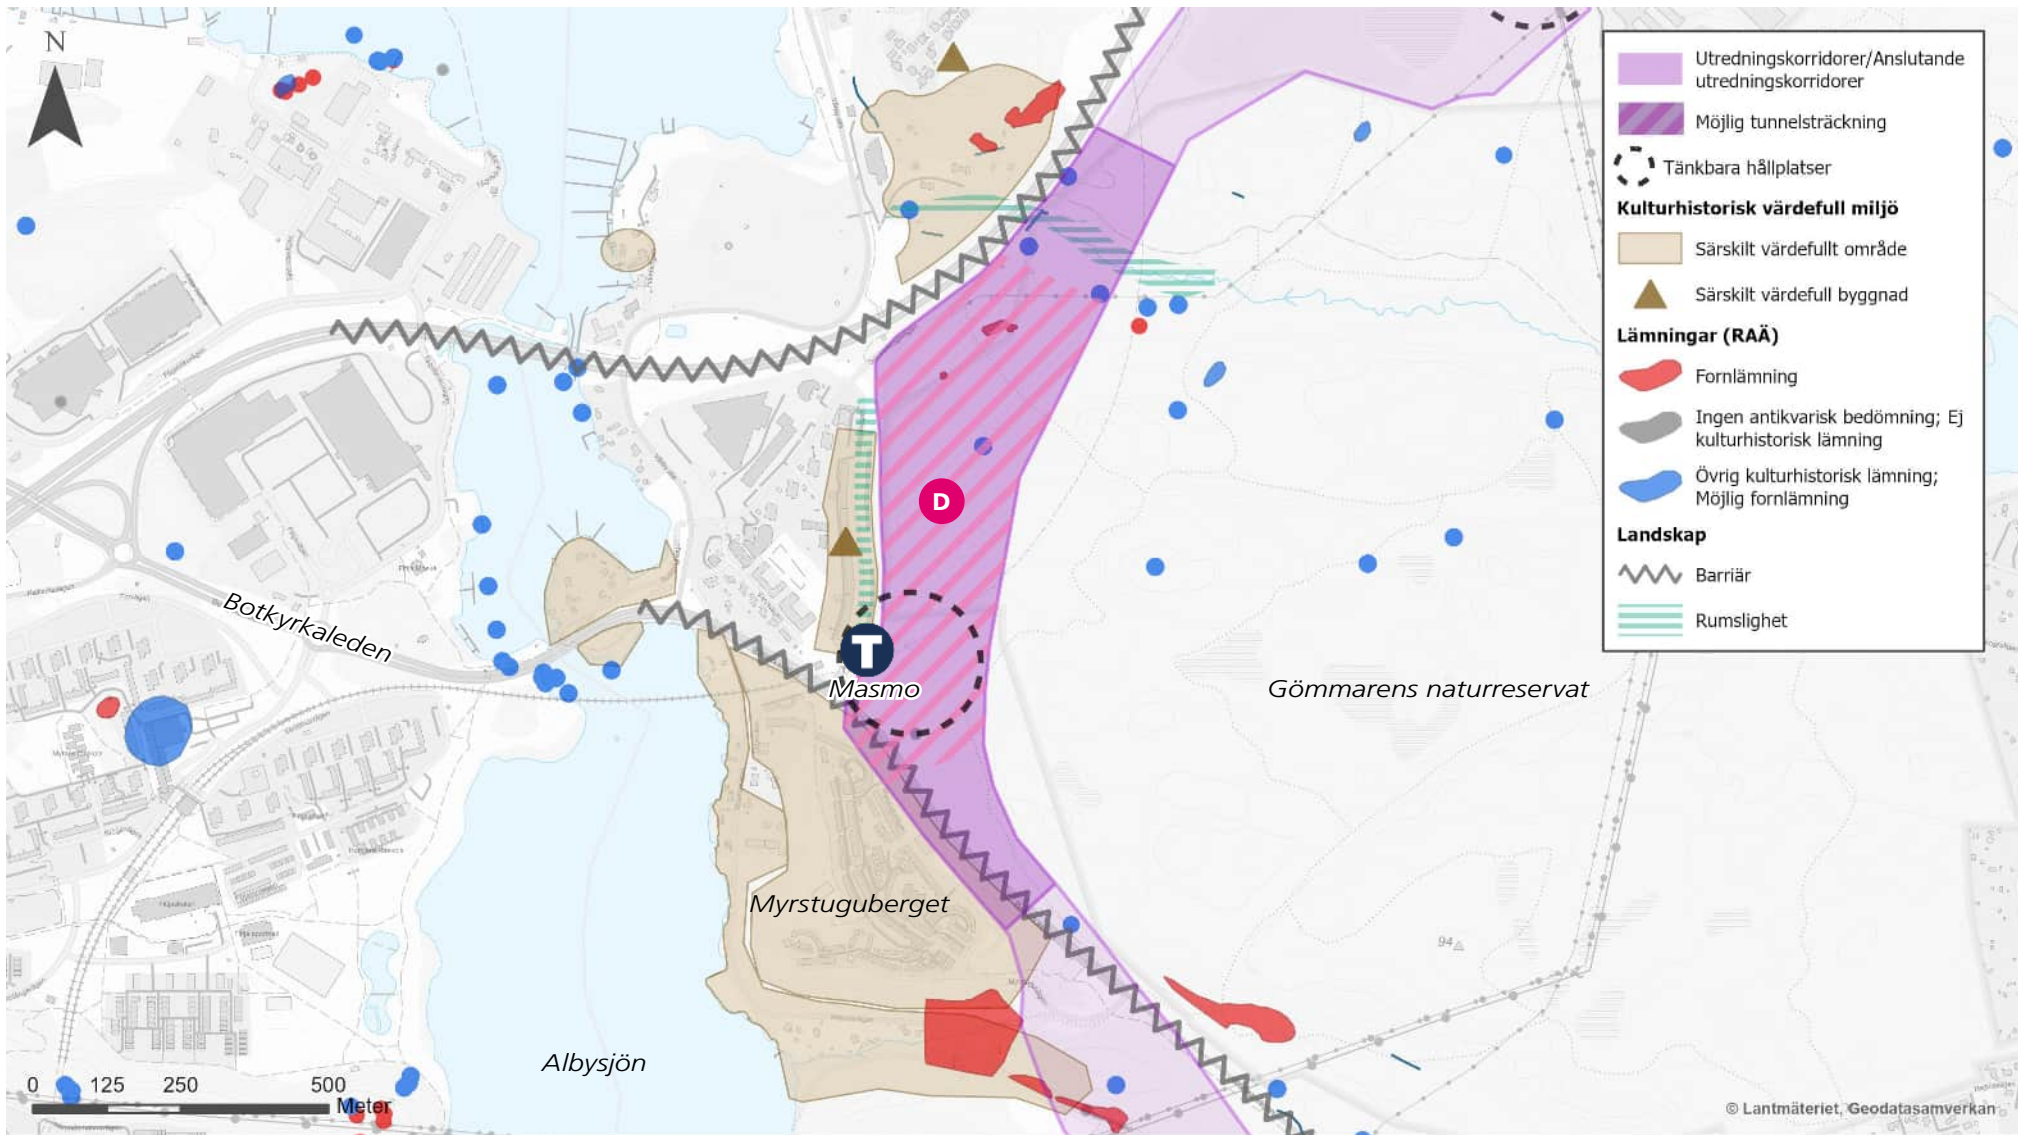 N
Utredningskorridorer/Anslutande
utredningskorridorer
Möjlig tunnelsträckning
Tänkbara hållplatser
Kulturhistorisk värdefull miljö
Särskilt värdefullt område
Särskilt värdefull byggnad
Lämningar (RAÄ)
Fornlämning
Ingen antikvarisk bedömning; Ej
kulturhistorisk lämning
Övrig kulturhistorisk lämning;
Möjlig fornlämning
Landskap
Barriär
Rumslighet
D
Botkyrkaleden
T
Masmo
Gömmarens naturreservat
Myrstuguberget
94
Albysjön
0 125 250 500
Meter
© Lantmäteriet, Geodatasamverkan